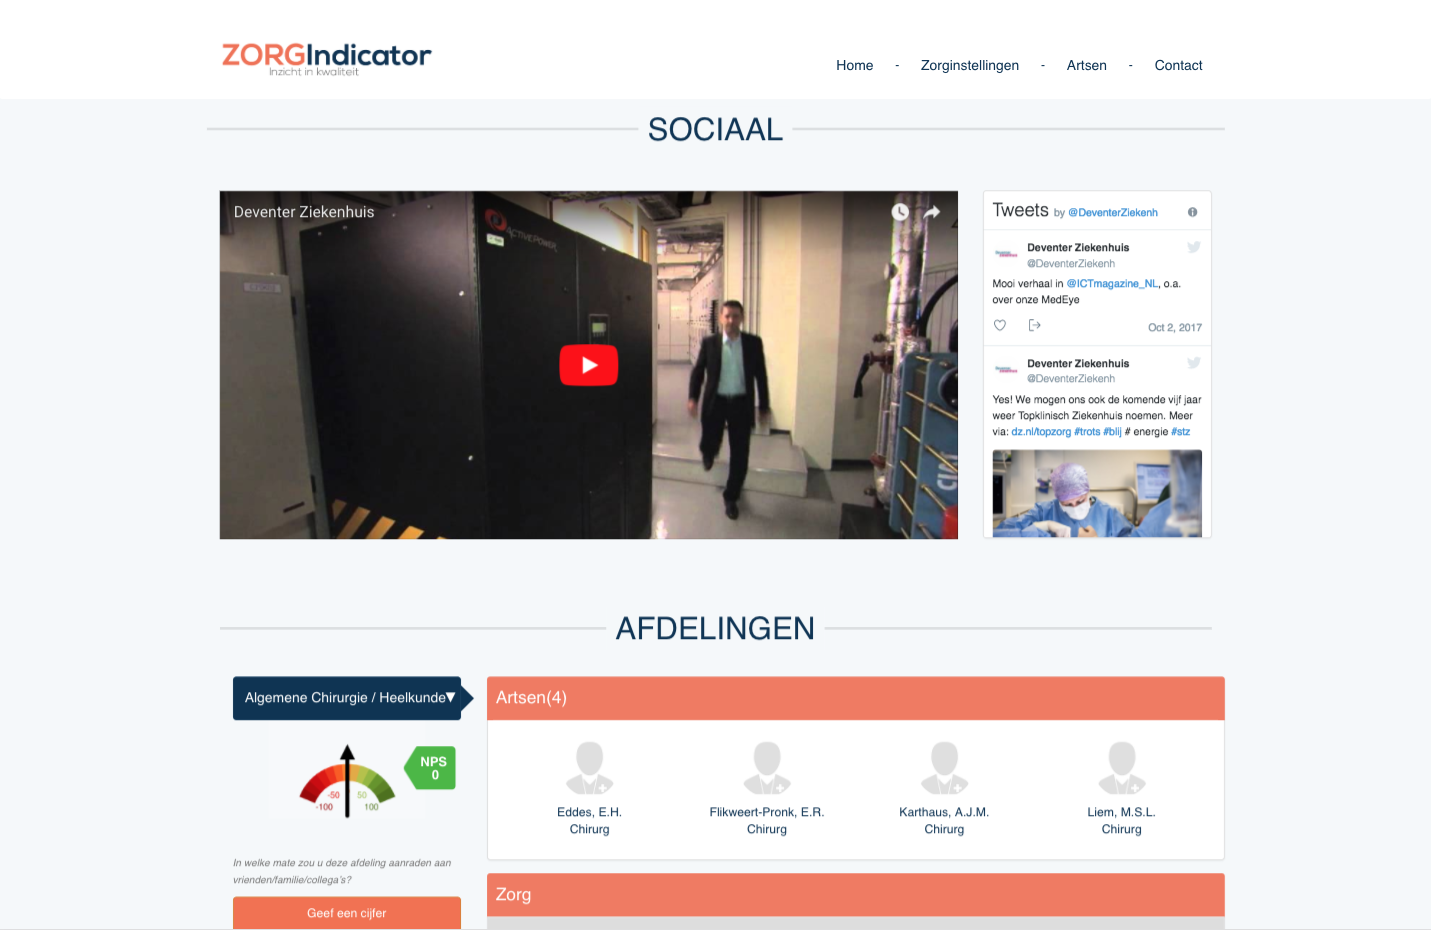 ZORGIndicator
Inzicht in kwaliteit
Home - Zorginstellingen - Artsen - Contact
SOCIAAL
Deventer Ziekenhuis
ACTIVEPOWER
Tweets by @DeventerZiekenh
Deventer Ziekenhuis
@DeventerZiekenh
Mooi verhaal in @ICTmagazine_NL, o.a.
over onze MedEye
Oct 2, 2017
Deventer Ziekenhuis
@DeventerZiekenh
Yes! We mogen ons ook de komende vijf jaar
weer Topklinisch Ziekenhuis noemen. Meer
via: dz.nl/topzorg #trots #blij # energie #stz
AFDELINGEN
Algemene Chirurgie / Heelkunde▼
NPS
0
-50 50
-100 100
In welke mate zou u deze afdeling aanraden aan
vrienden/familie/collega's?
Geef een cijfer
Artsen(4)
Eddes, E.H.
Chirurg
Flikweert-Pronk, E.R.
Chirurg
Karthaus, A.J.M.
Chirurg
Liem, M.S.L.
Chirurg
Zorg